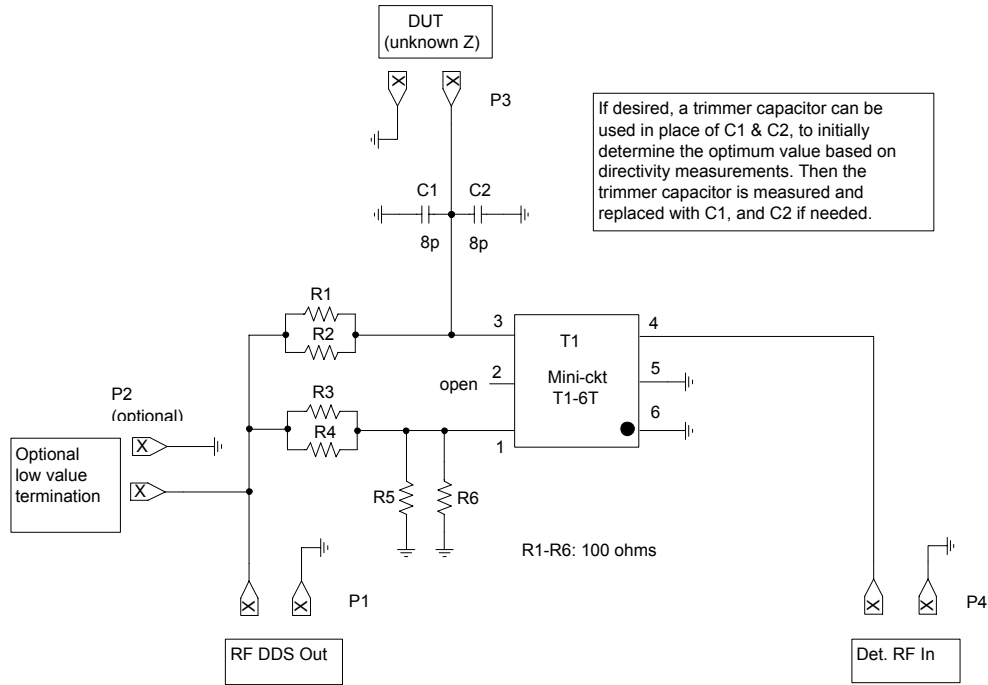 DUT
(unknown Z)
X
X
P3
If desired, a trimmer capacitor can be
used in place of C1 & C2, to initially
determine the optimum value based on
directivity measurements. Then the
trimmer capacitor is measured and
replaced with C1, and C2 if needed.
C1
C2
8p
8p
R1
R2
3
4
T1
2
open
Mini-ckt
T1-6T
5
P2
(optional)
R3
R4
6
1
X
Optional
low value
termination
X
R5
R6
R1-R6: 100 ohms
X
X
P1
X
X
P4
RF DDS Out
Det. RF In